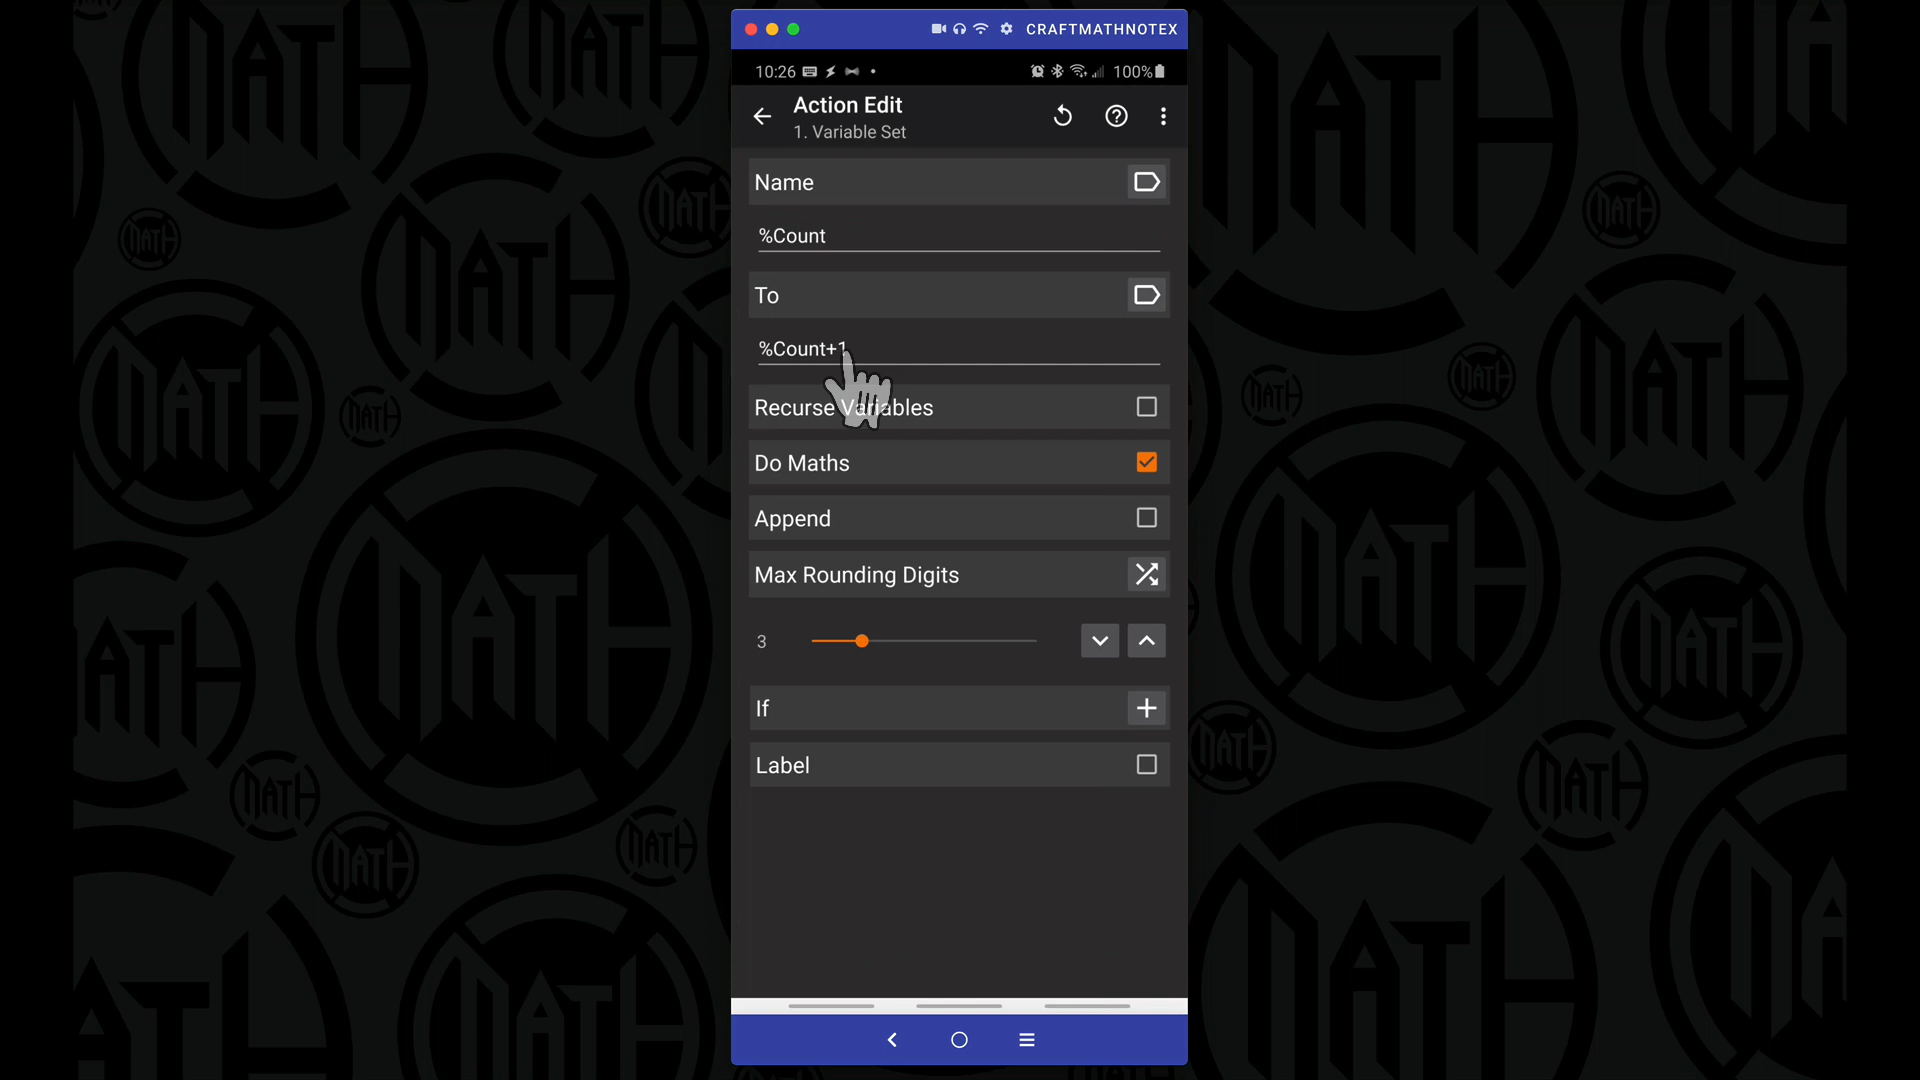 CRAFTMATHNOTEX
10:26
100%
Action Edit
1. Variable Set
Name
%Count
To
%Count+1
Recurse Variables
Do Maths
Append
Max Rounding Digits
3
If
Label